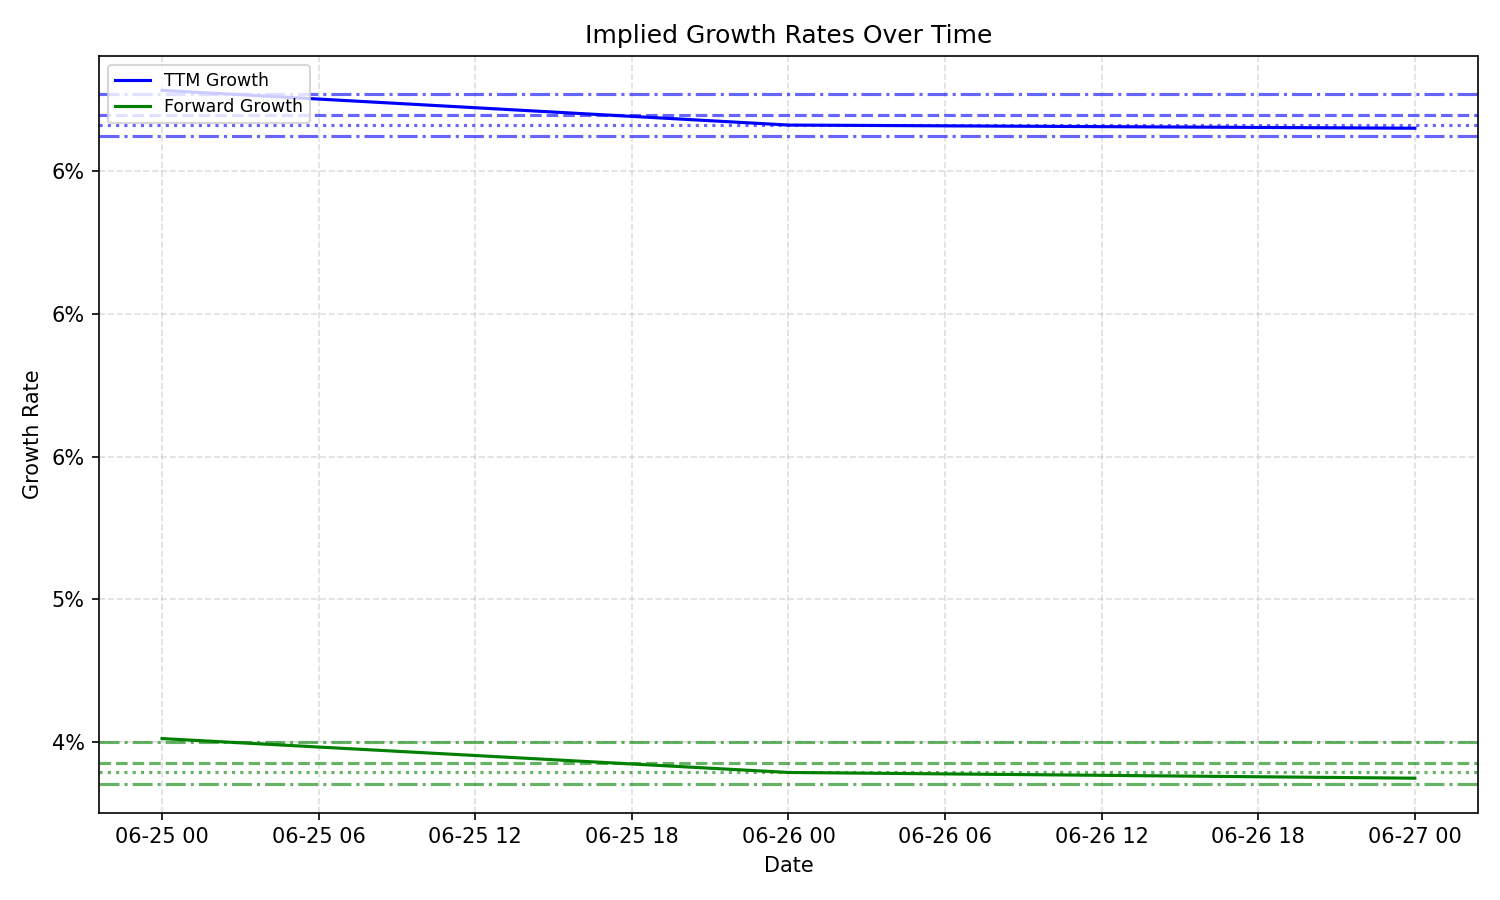 Implied Growth Rates Over Time
TTM Growth
Forward Growth
6%
6%
6%
5%
4%
Growth Rate
06-25 00
06-25 06
06-25 12
06-25 18
06-26 00
06-26 06
06-26 12
06-26 18
06-27 00
Date